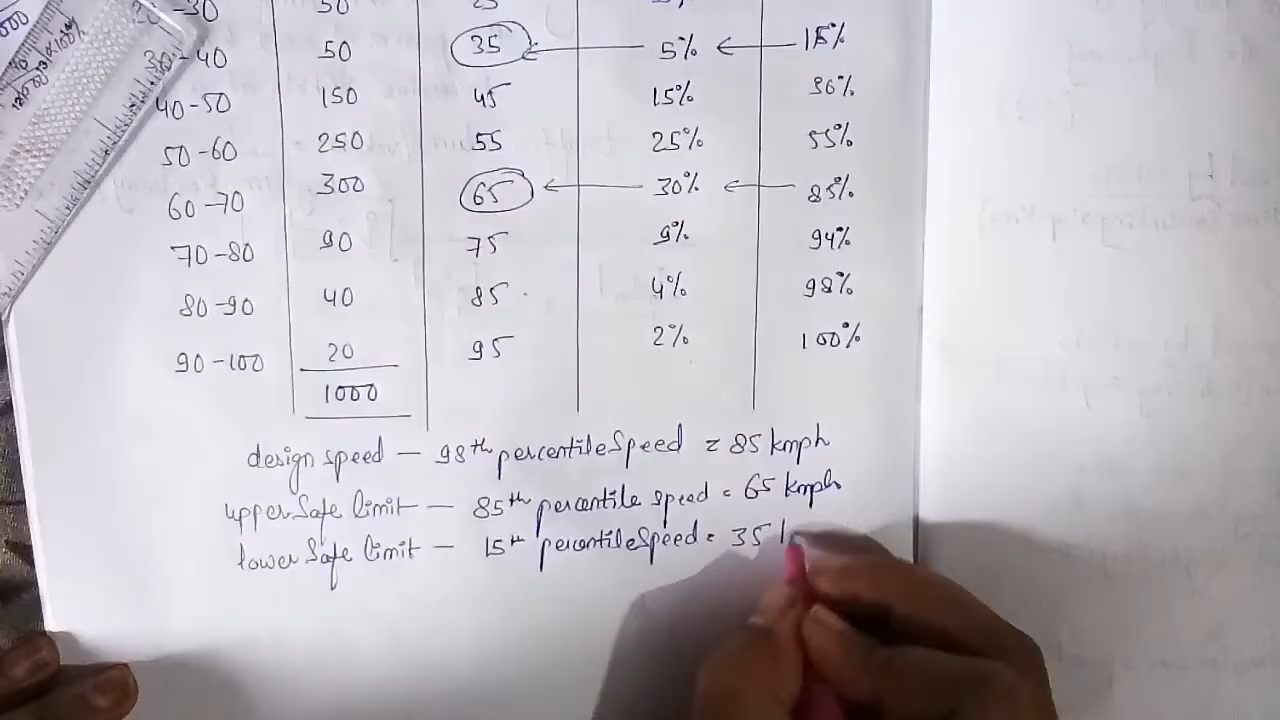 20-30 50 25
30-40 50 35 5% 15%
40-50 150 45 15% 30%
50-60 250 55 25% 55%
60-70 300 65 30% 85%
70-80 90 75 9% 94%
80-90 40 85 4% 98%
90-100 20 95 2% 100%
1000
design speed – 98th percentile Speed = 85 kmph
upper Safe limit – 85th percentile speed = 65 kmph
lower Safe limit – 15th percentile Speed = 35